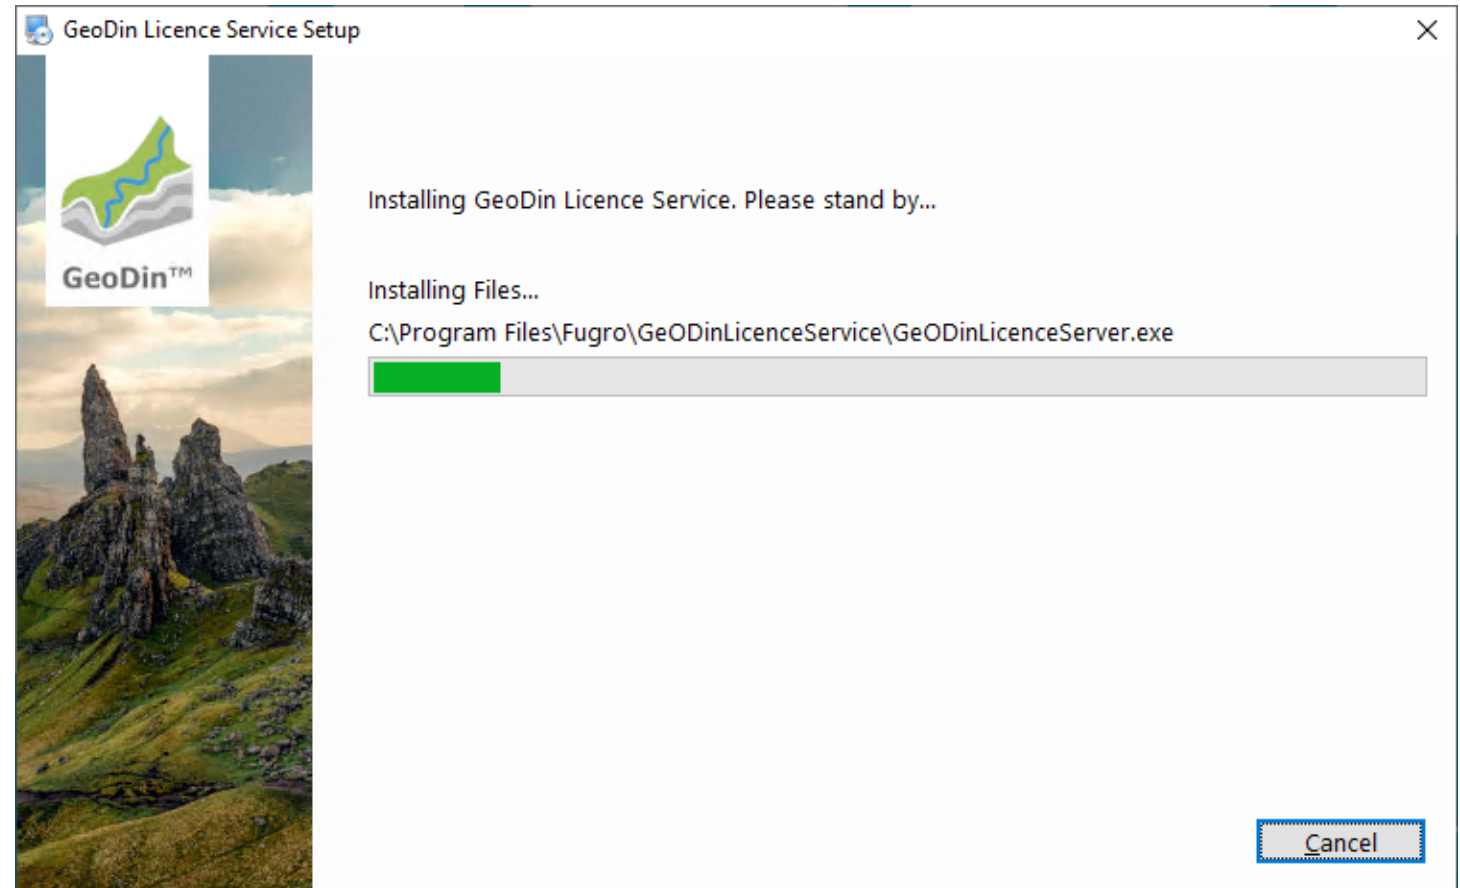 GeoDin Licence Service Setup
GeoDin™
Installing GeoDin Licence Service. Please stand by...
Installing Files...
C:\Program Files\Fugro\GeODinLicenceService\GeODinLicenceServer.exe
Cancel